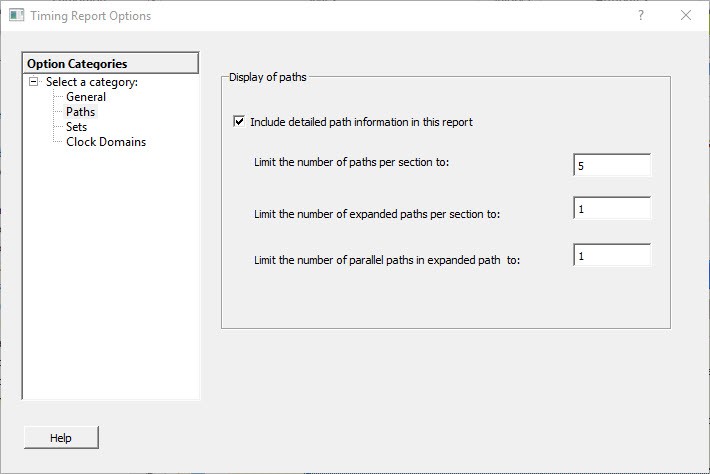 Timing Report Options
?
Option Categories
Select a category:
General
Paths
Sets
Clock Domains
Display of paths
Include detailed path information in this report
Limit the number of paths per section to: 5
Limit the number of expanded paths per section to: 1
Limit the number of parallel paths in expanded path to: 1
Help